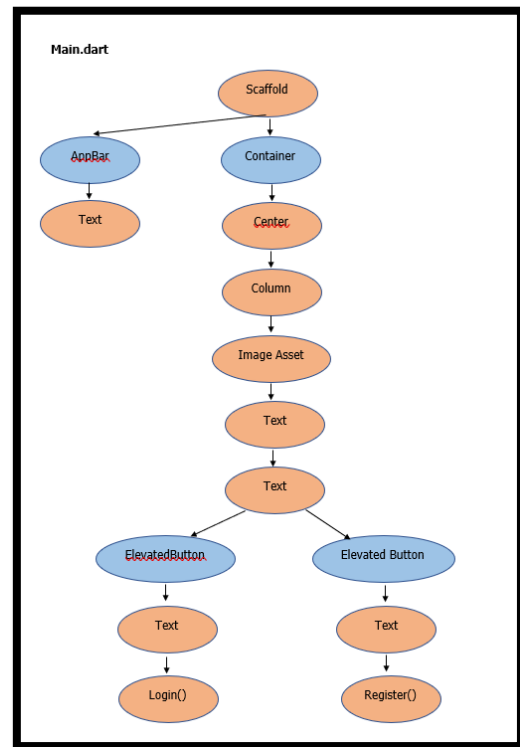 Main.dart
Scaffold
AppBar
Container
Text
Center
Column
Image Asset
Text
Text
ElevatedButton
Elevated Button
Text
Text
Login()
Register()